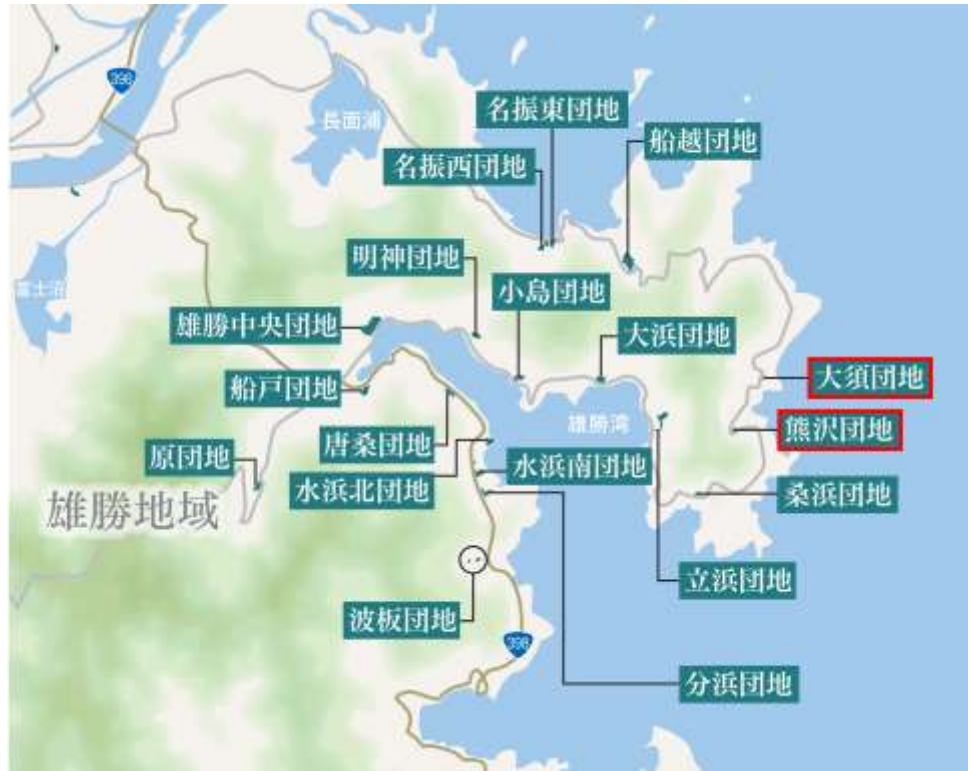 398
名振東団地
長面浦
船越団地
名振西団地
明神団地
小島団地
富士沼
雄勝中央団地
大浜団地
船戸団地
大須団地
雄勝湾
熊沢団地
唐桑団地
原団地
水浜南団地
水浜北団地
桑浜団地
雄勝地域
立浜団地
波板団地
398
分浜団地